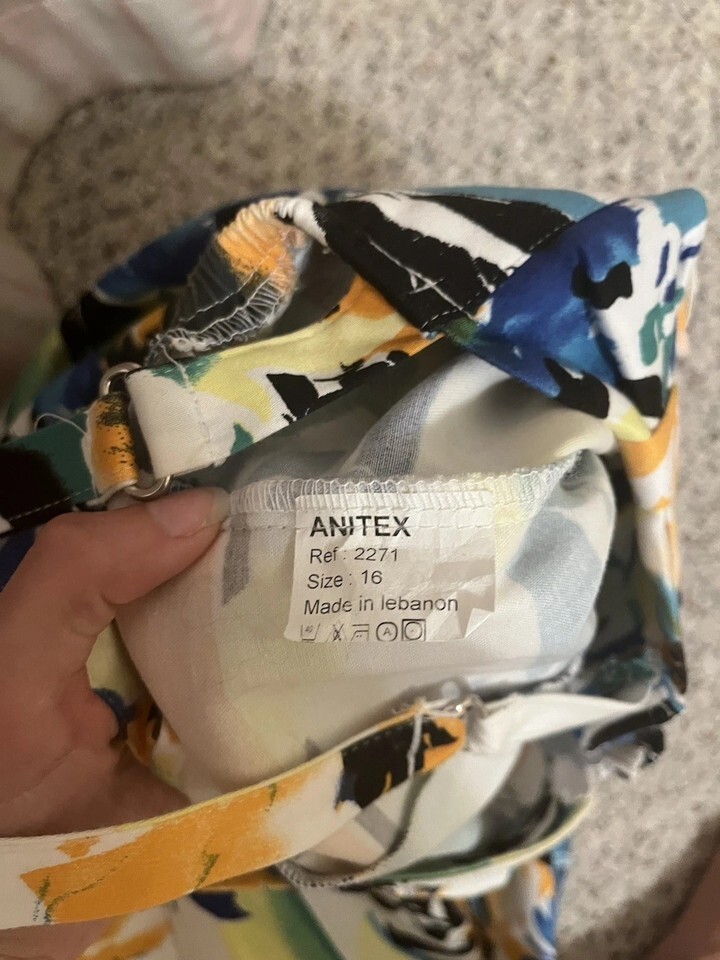 ANITEX
Ref : 2271
Size : 16
Made in lebanon
A